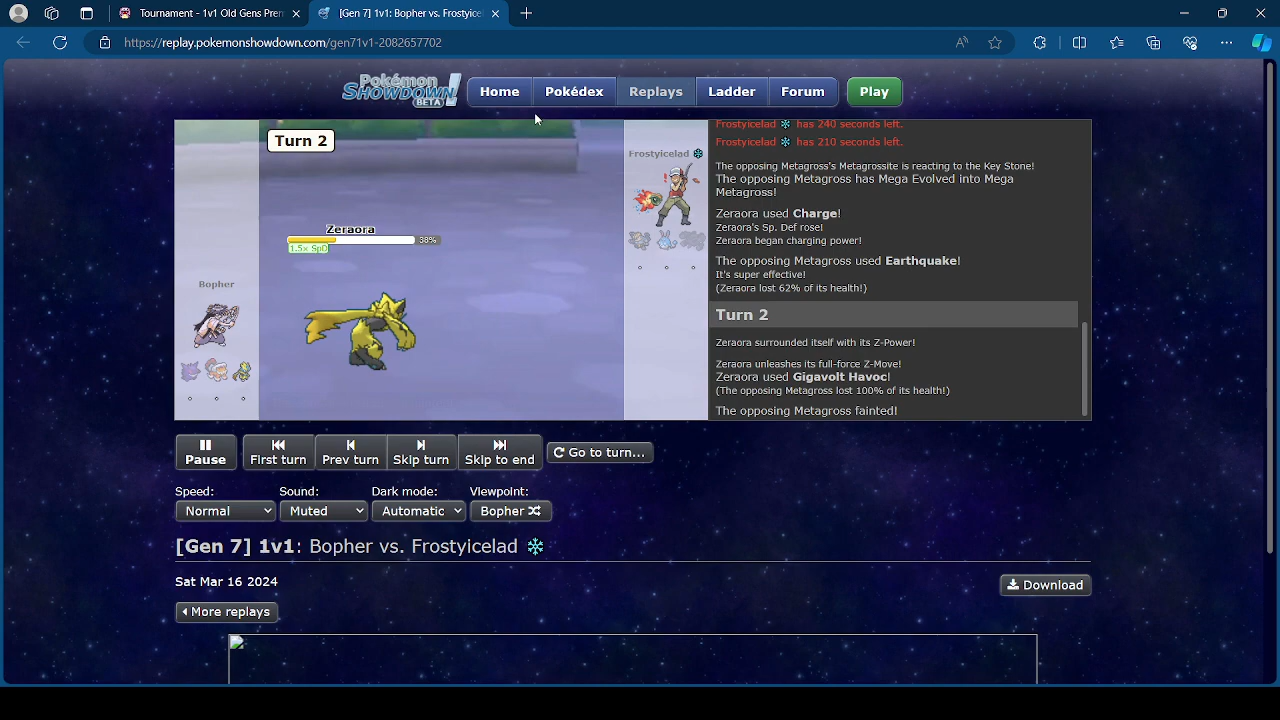 Tournament - 1v1 Old Gens Prem
[Gen 7] 1v1: Bopher vs. Frostyicel
https://replay.pokemonshowdown.com/gen71v1-2082657702
Pokémon
SHOWDOWN!
BETA
Home
Pokédex
Replays
Ladder
Forum
Play
Turn 2
Frostyicelad
Zeraora
38%
1.5× SpD
Bopher
Frostyicelad has 240 seconds left.
Frostyicelad has 210 seconds left.
The opposing Metagross's Metagrossite is reacting to the Key Stone!
The opposing Metagross has Mega Evolved into Mega
Metagross!
Zeraora used Charge!
Zeraora's Sp. Def rose!
Zeraora began charging power!
The opposing Metagross used Earthquake!
It's super effective!
(Zeraora lost 62% of its health!)
Turn 2
Zeraora surrounded itself with its Z-Power!
Zeraora unleashes its full-force Z-Move!
Zeraora used Gigavolt Havoc!
(The opposing Metagross lost 100% of its health!)
The opposing Metagross fainted!
Pause
First turn
Prev turn
Skip turn
Skip to end
Go to turn...
Speed:
Sound:
Dark mode:
Viewpoint:
Normal
Muted
Automatic
Bopher
[Gen 7] 1v1: Bopher vs. Frostyicelad
Sat Mar 16 2024
Download
More replays